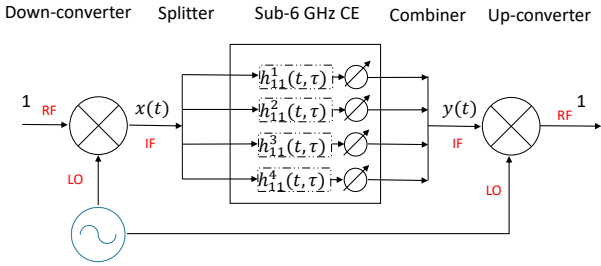 Down-converter Splitter Sub-6 GHz CE Combiner Up-converter
1 RF x(t) IF LO
h¹₁₁(t, τ)
h²₁₁(t, τ)
h³₁₁(t, τ)
h⁴₁₁(t, τ)
y(t) IF LO RF 1